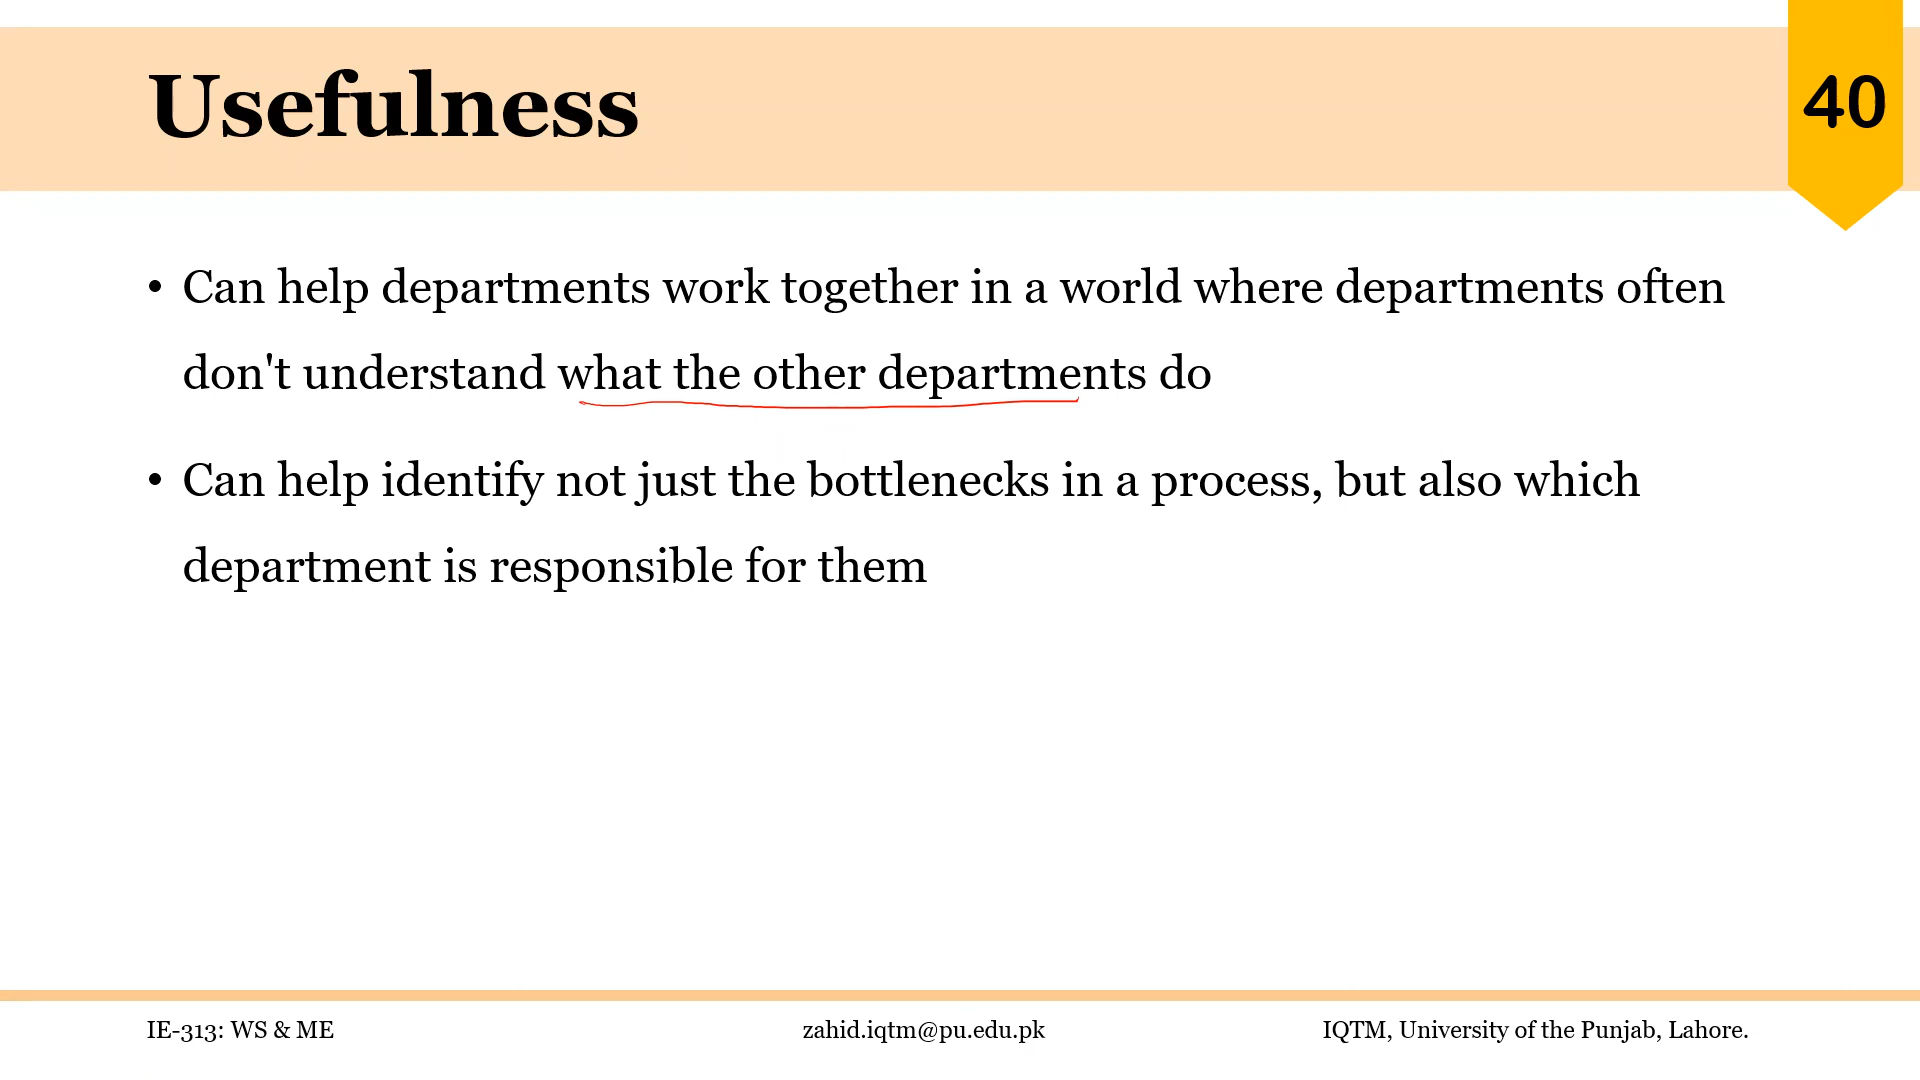 Usefulness
40
• Can help departments work together in a world where departments often
don't understand what the other departments do
• Can help identify not just the bottlenecks in a process, but also which
department is responsible for them
IE-313: WS & ME
zahid.iqtm@pu.edu.pk
IQTM, University of the Punjab, Lahore.